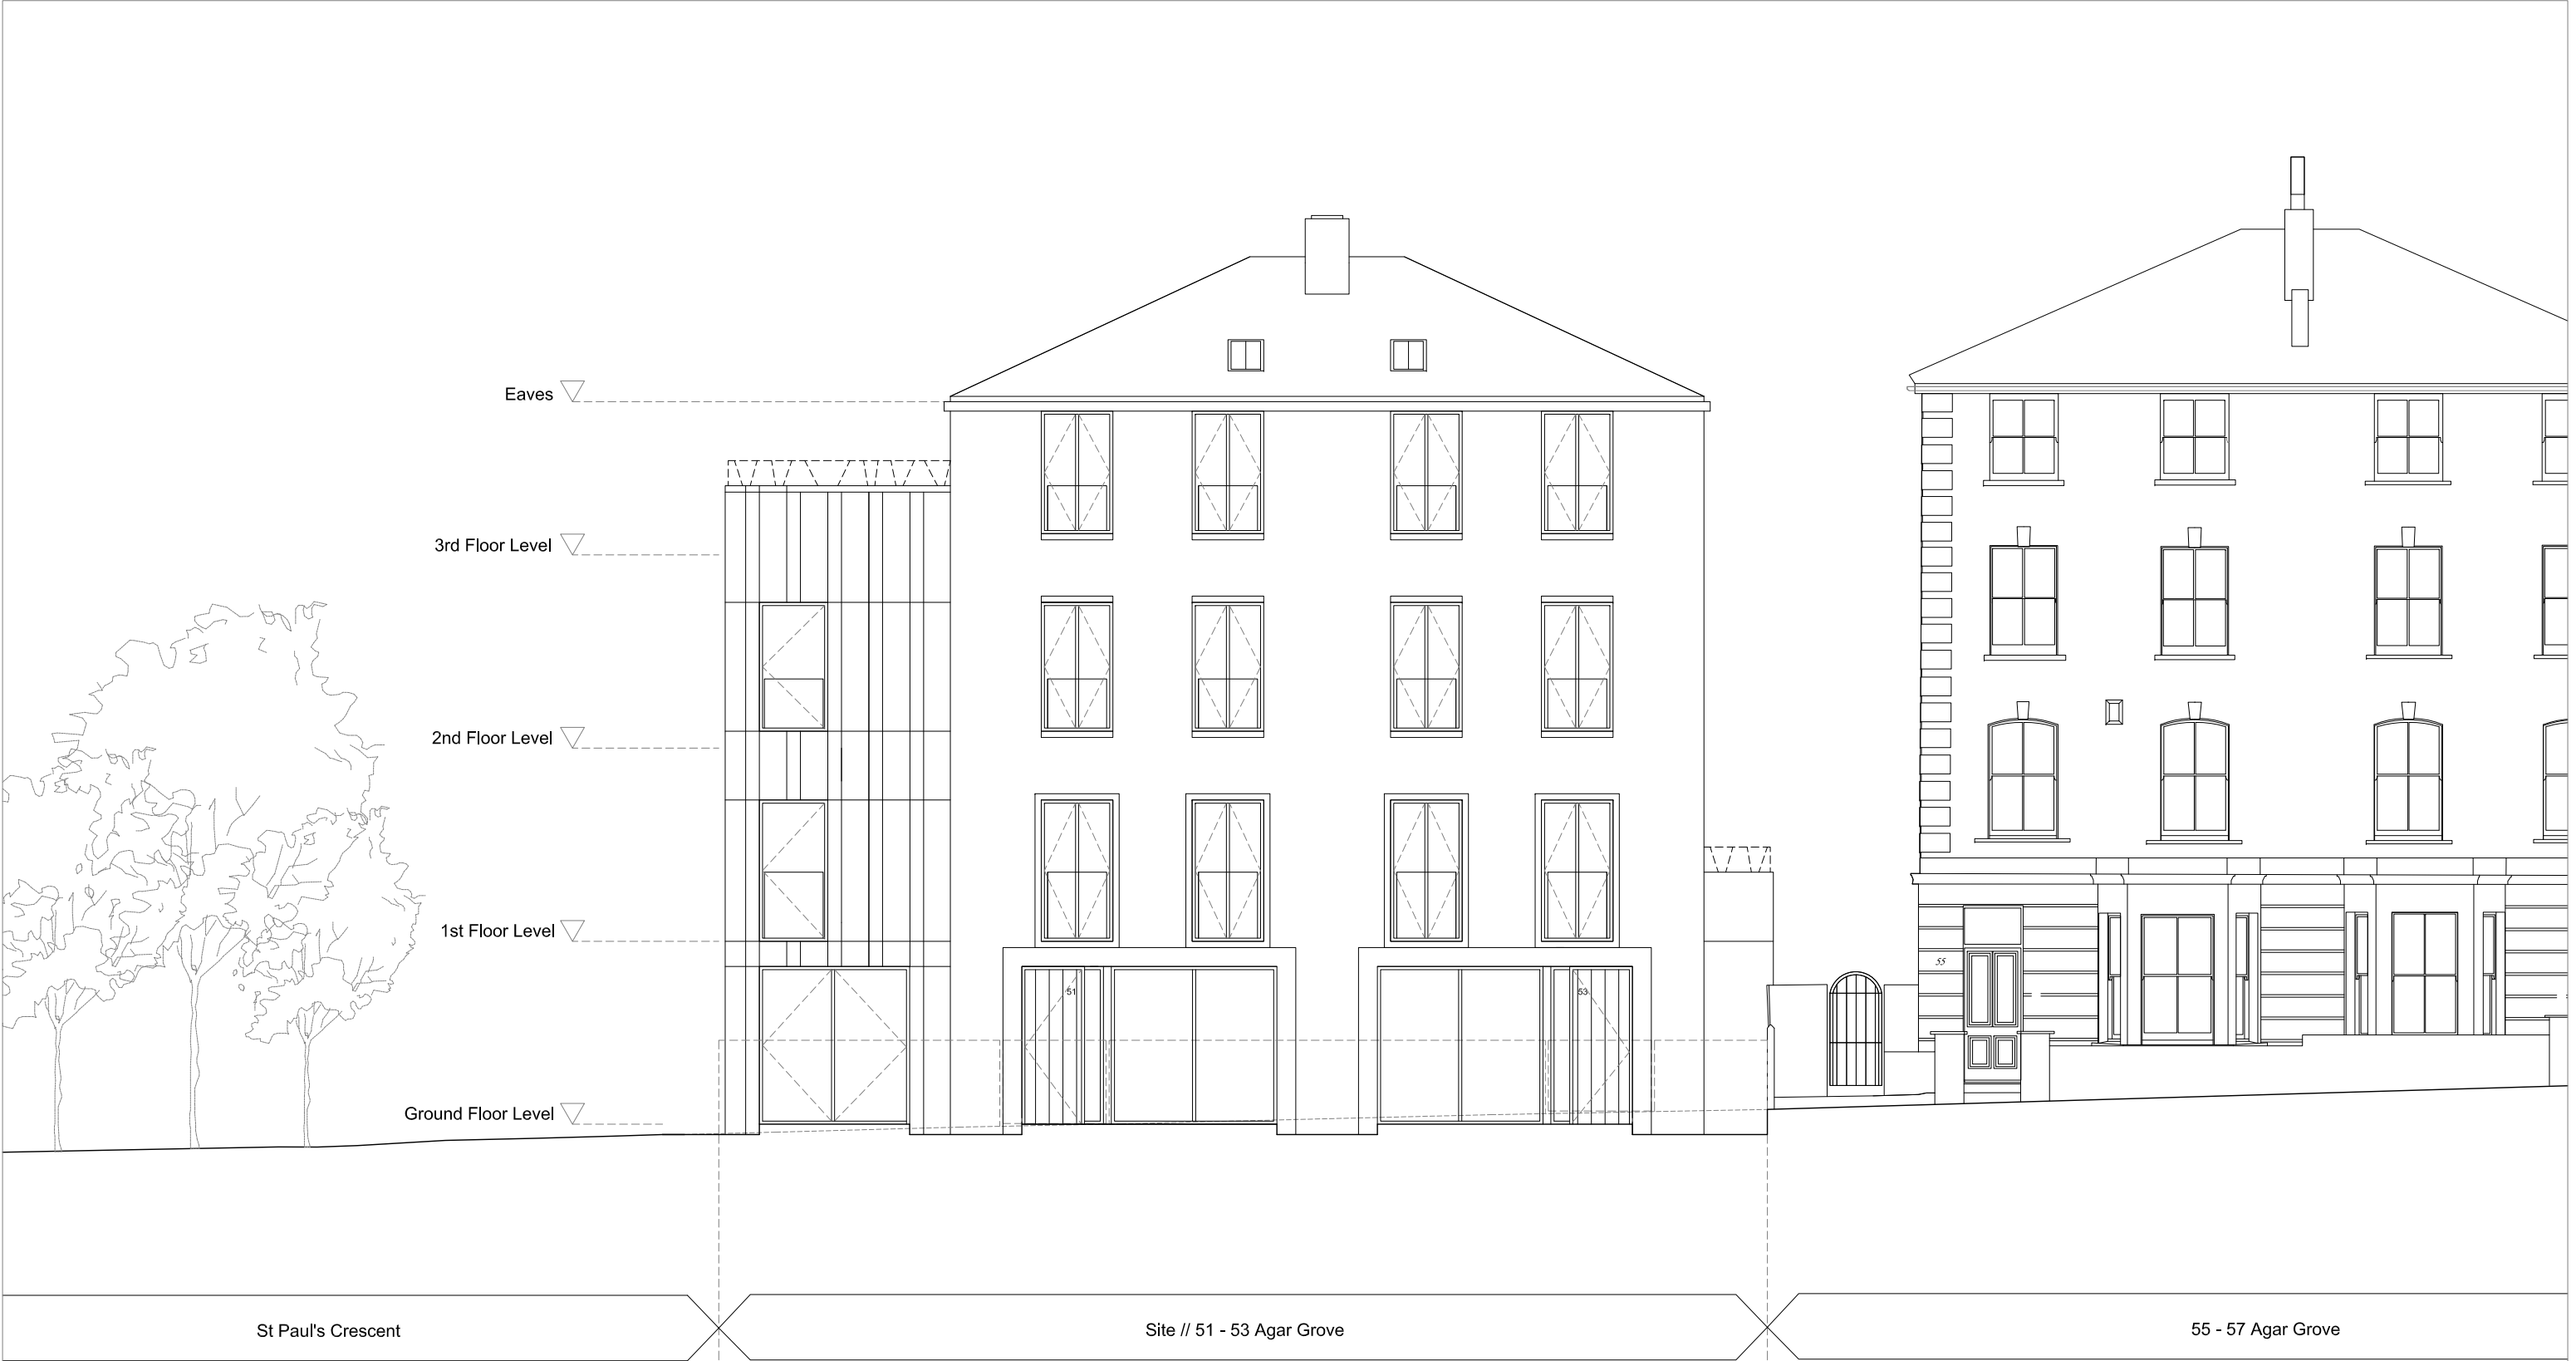 Eaves
3rd Floor Level
2nd Floor Level
1st Floor Level
55
51
53
Ground Floor Level
St Paul's Crescent
Site // 51 - 53 Agar Grove
55 - 57 Agar Grove